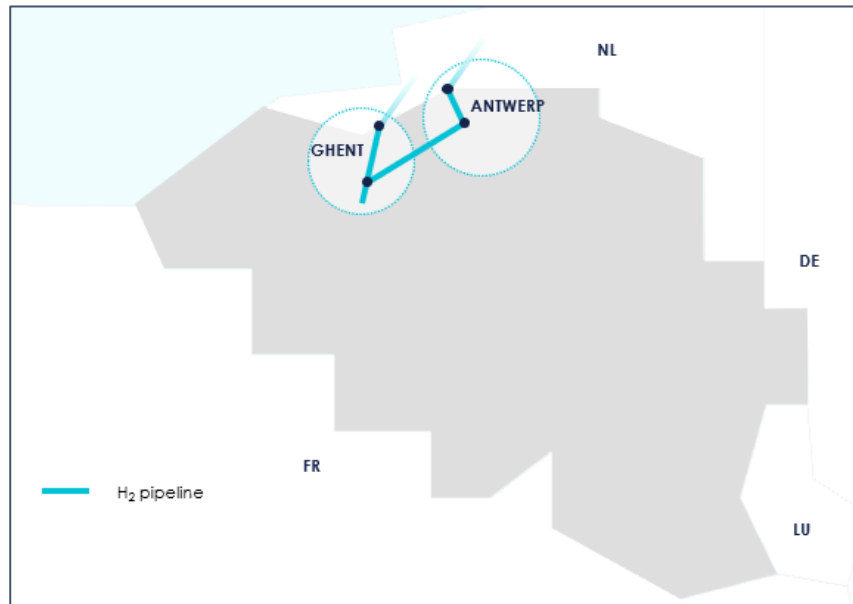 NL
ANTWERP
GHENT
DE
FR
H₂ pipeline
LU